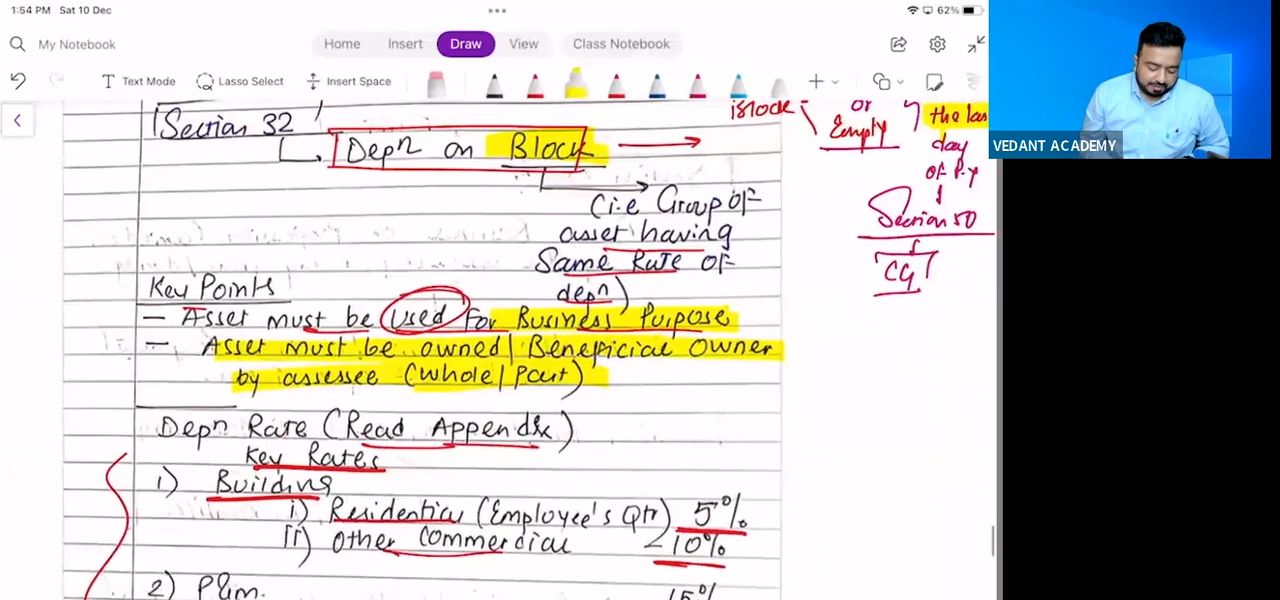 1:54 PM Sat 10 Dec
62%
My Notebook
Home Insert Draw View Class Notebook
Text Mode Lasso Select Insert Space
Section 32
Depn on Block
(i.e Group of
asset having
Same Rate of
depn)
Block
or
Empty
the las
day
of P.Y
Section 50
CG
Key Points
— Asset must be used For Business Purpose
— Asset must be owned | Beneficial owner
by assessee (whole | Part)
Depn Rate (Read Appendix)
Key Rates
1) Building
i) Residential (Employee's Qtr) 5%
ii) Other Commercial – 10%
2) 15%
VEDANT ACADEMY